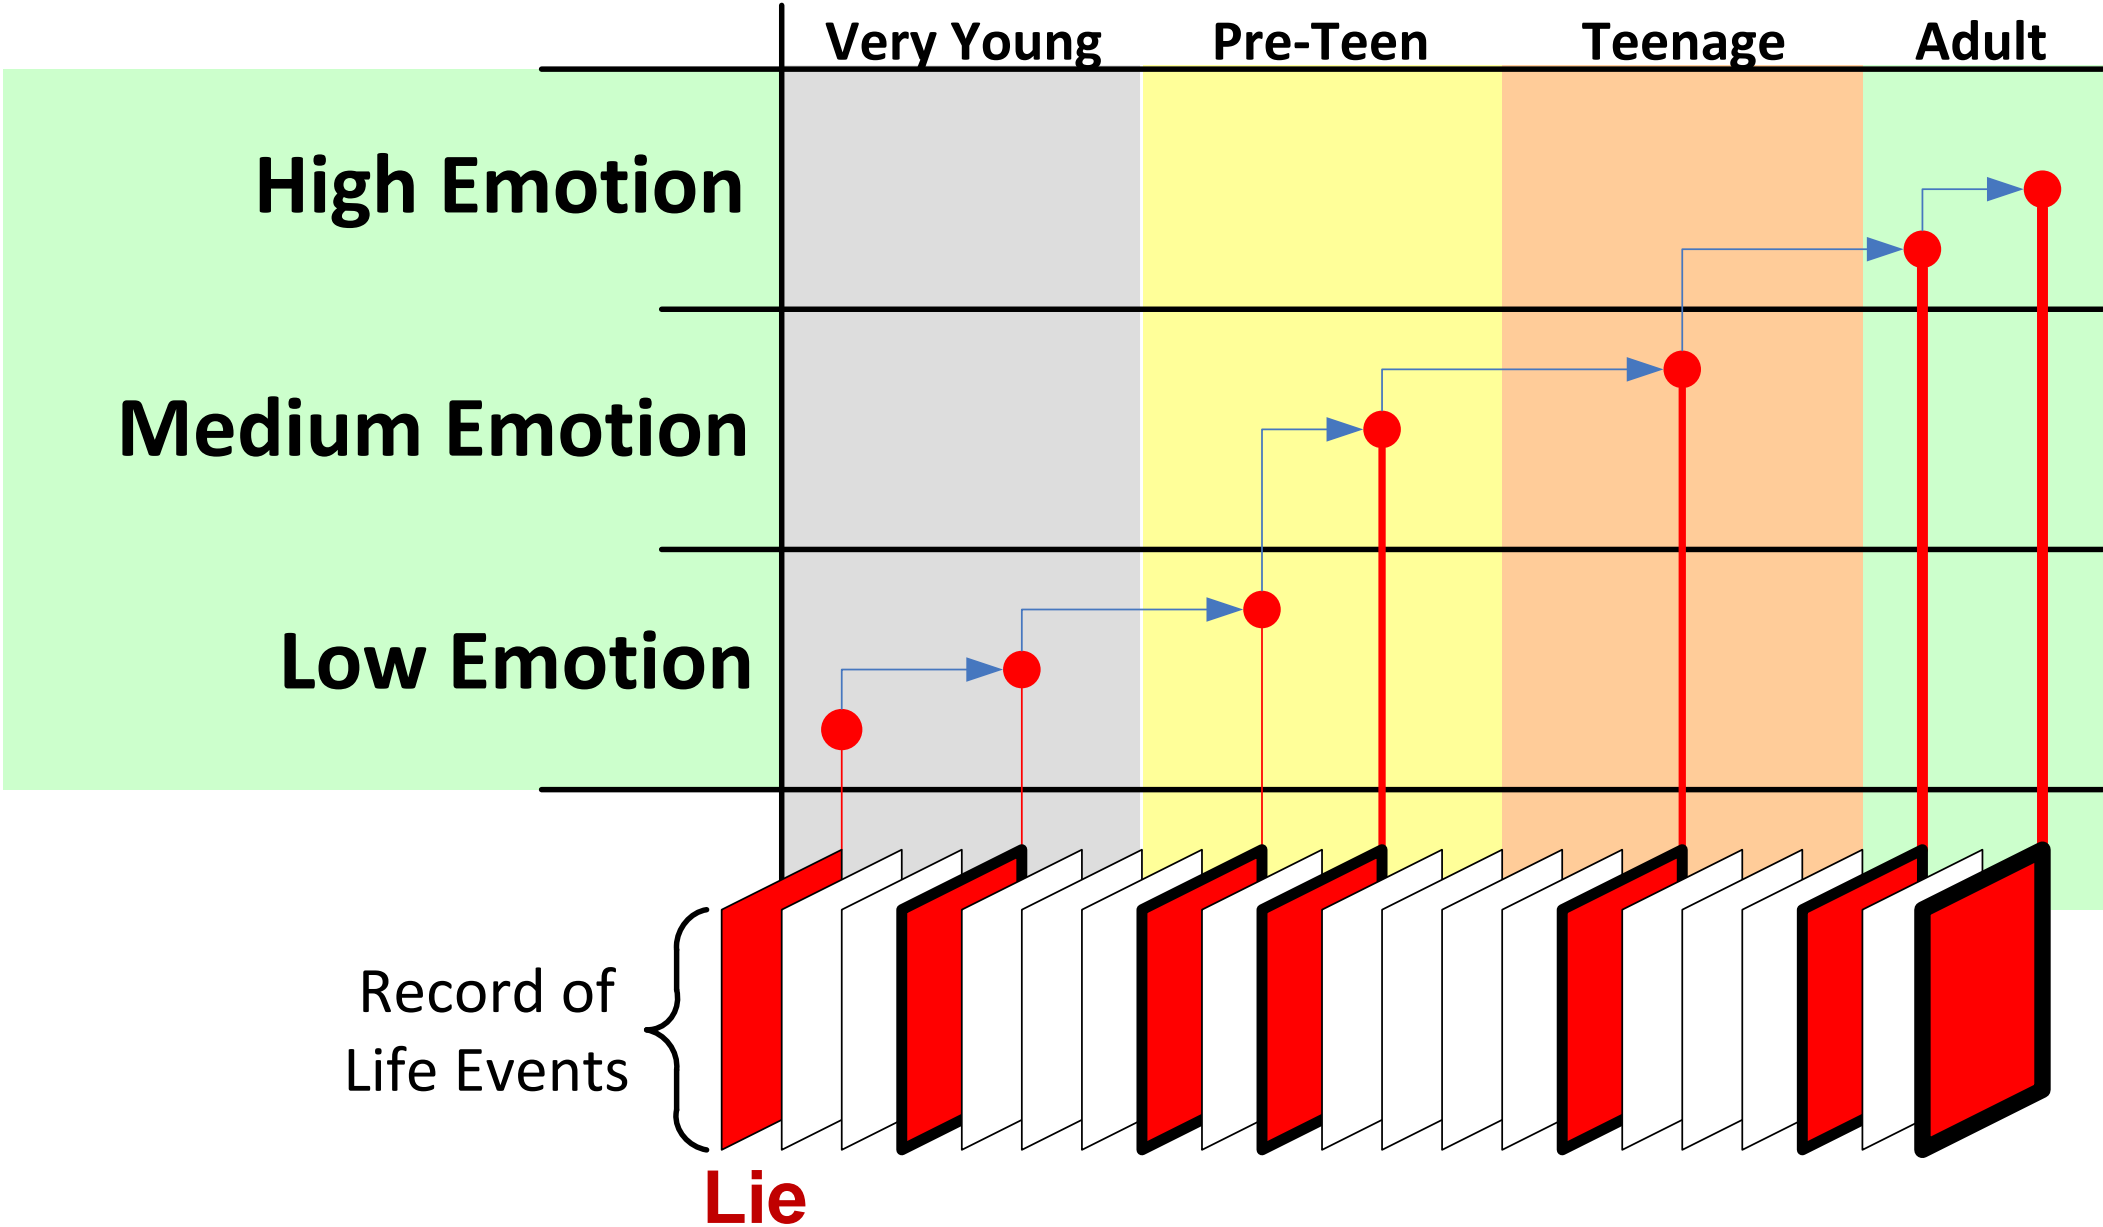 Very Young Pre-Teen Teenage Adult
High Emotion
Medium Emotion
Low Emotion
Record of
Life Events
Lie